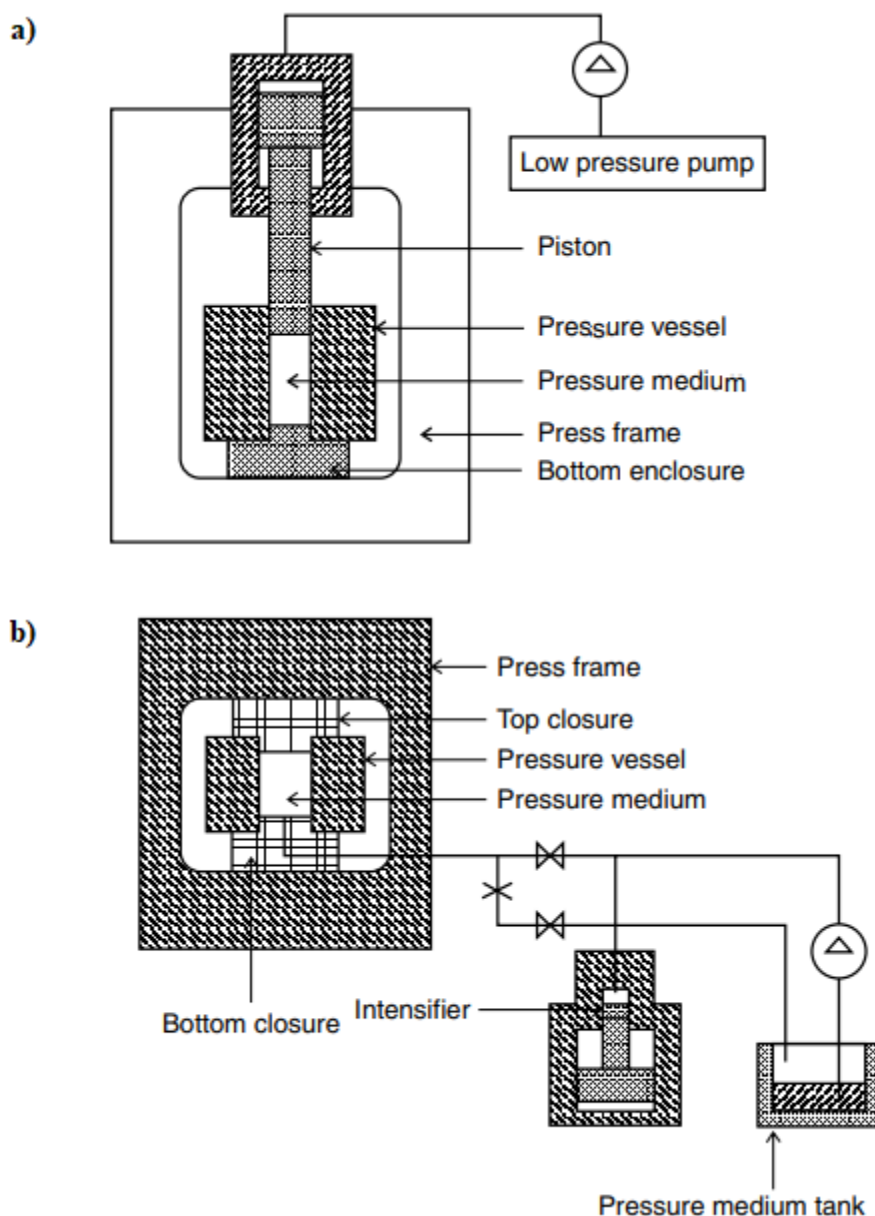 a)
Low pressure pump
Piston
Pressure vessel
Pressure medium
Press frame
Bottom enclosure
b)
Press frame
Top closure
Pressure vessel
Pressure medium
Bottom closure
Intensifier
Pressure medium tank